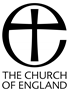 THE CHURCH
OF ENGLAND